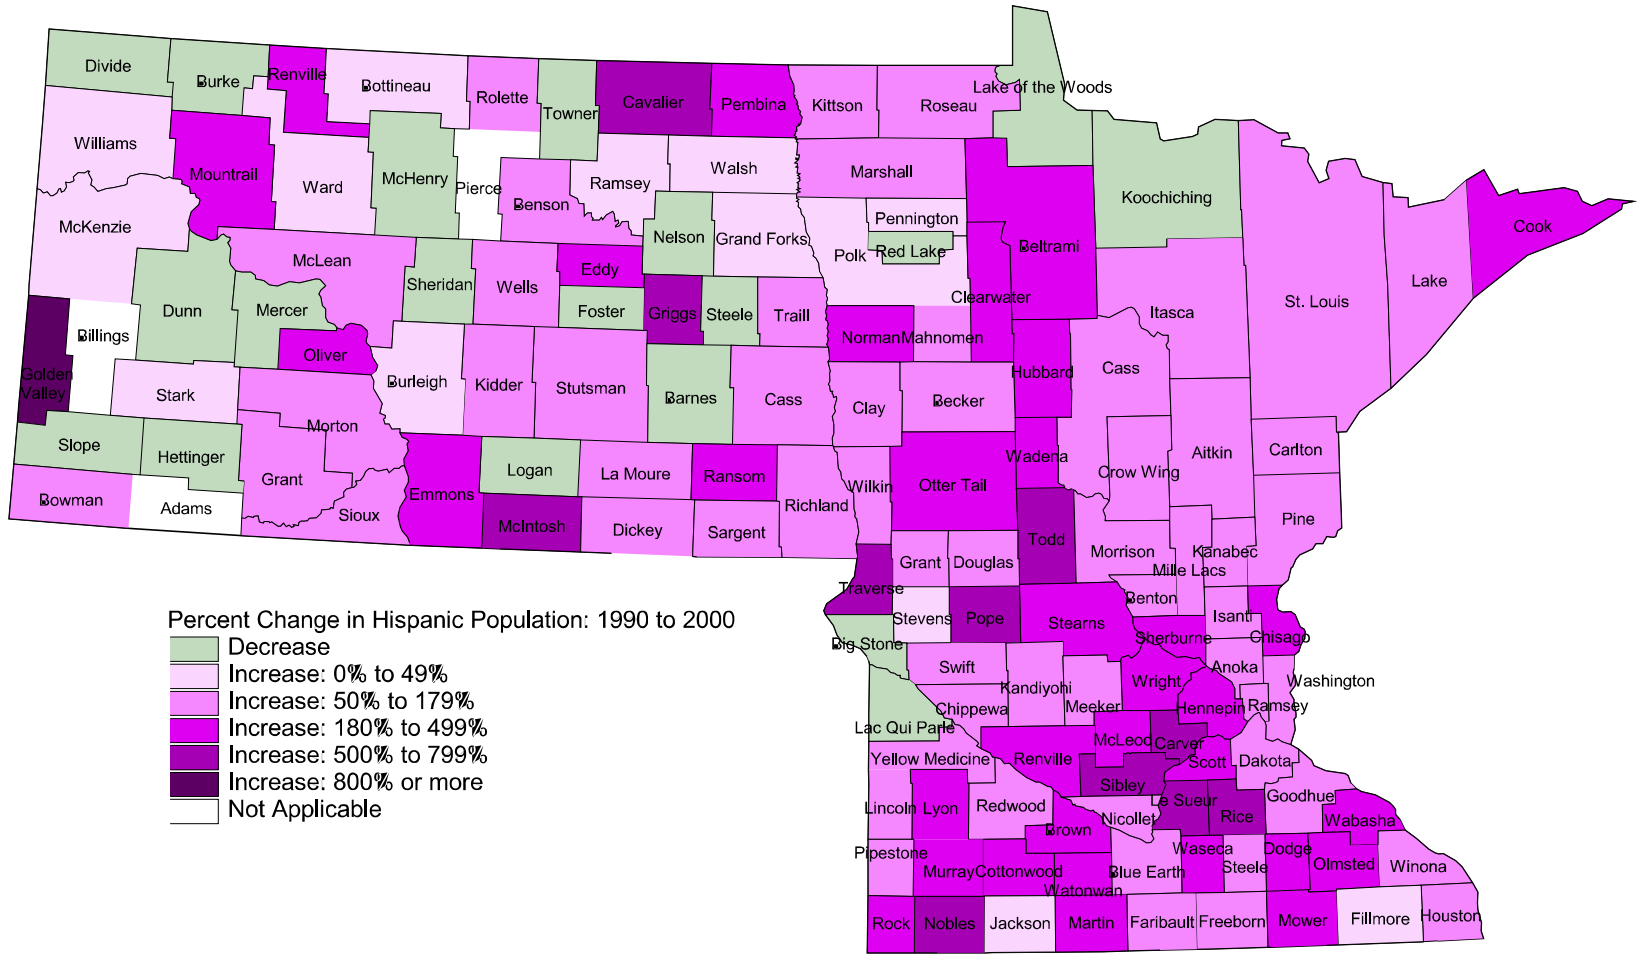 Divide
Burke
Renville
Bottineau
Rolette
Towner
Cavalier
Pembina
Kittson
Roseau
Lake of the Woods
Williams
Mountrail
Ward
McHenry
Pierce
Benson
Ramsey
Walsh
Marshall
Koochiching
McKenzie
McLean
Sheridan
Wells
Eddy
Nelson
Grand Forks
Polk
Pennington
Red Lake
Beltrami
Clearwater
Itasca
St. Louis
Lake
Cook
Dunn
Mercer
Oliver
Foster
Griggs
Steele
Traill
Norman
Mahnomen
Billings
Golden
Valley
Stark
Burleigh
Kidder
Stutsman
Barnes
Cass
Clay
Becker
Hubbard
Cass
Slope
Hettinger
Morton
Grant
Bowman
Adams
Sioux
Emmons
Logan
La Moure
Ransom
Richland
McIntosh
Dickey
Sargent
Wilkin
Otter Tail
Wadena
Crow Wing
Aitkin
Carlton
Pine
Todd
Morrison
Kanabec
Mille Lacs
Traverse
Grant
Douglas
Stevens
Pope
Stearns
Benton
Isanti
Sherburne
Chisago
Big Stone
Swift
Kandiyohi
Meeker
Wright
Anoka
Washington
Hennepin
Ramsey
Chippewa
Lac Qui Parle
Yellow Medicine
Renville
McLeod
Carver
Scott
Dakota
Sibley
Lincoln
Lyon
Redwood
Brown
Nicollet
e Sueur
Rice
Goodhue
Wabasha
Pipestone
Murray
Cottonwood
Watonwan
Blue Earth
Waseca
Steele
Dodge
Olmsted
Winona
Rock
Nobles
Jackson
Martin
Faribault
Freeborn
Mower
Fillmore
Houston
Percent Change in Hispanic Population: 1990 to 2000
Decrease
Increase: 0% to 49%
Increase: 50% to 179%
Increase: 180% to 499%
Increase: 500% to 799%
Increase: 800% or more
Not Applicable